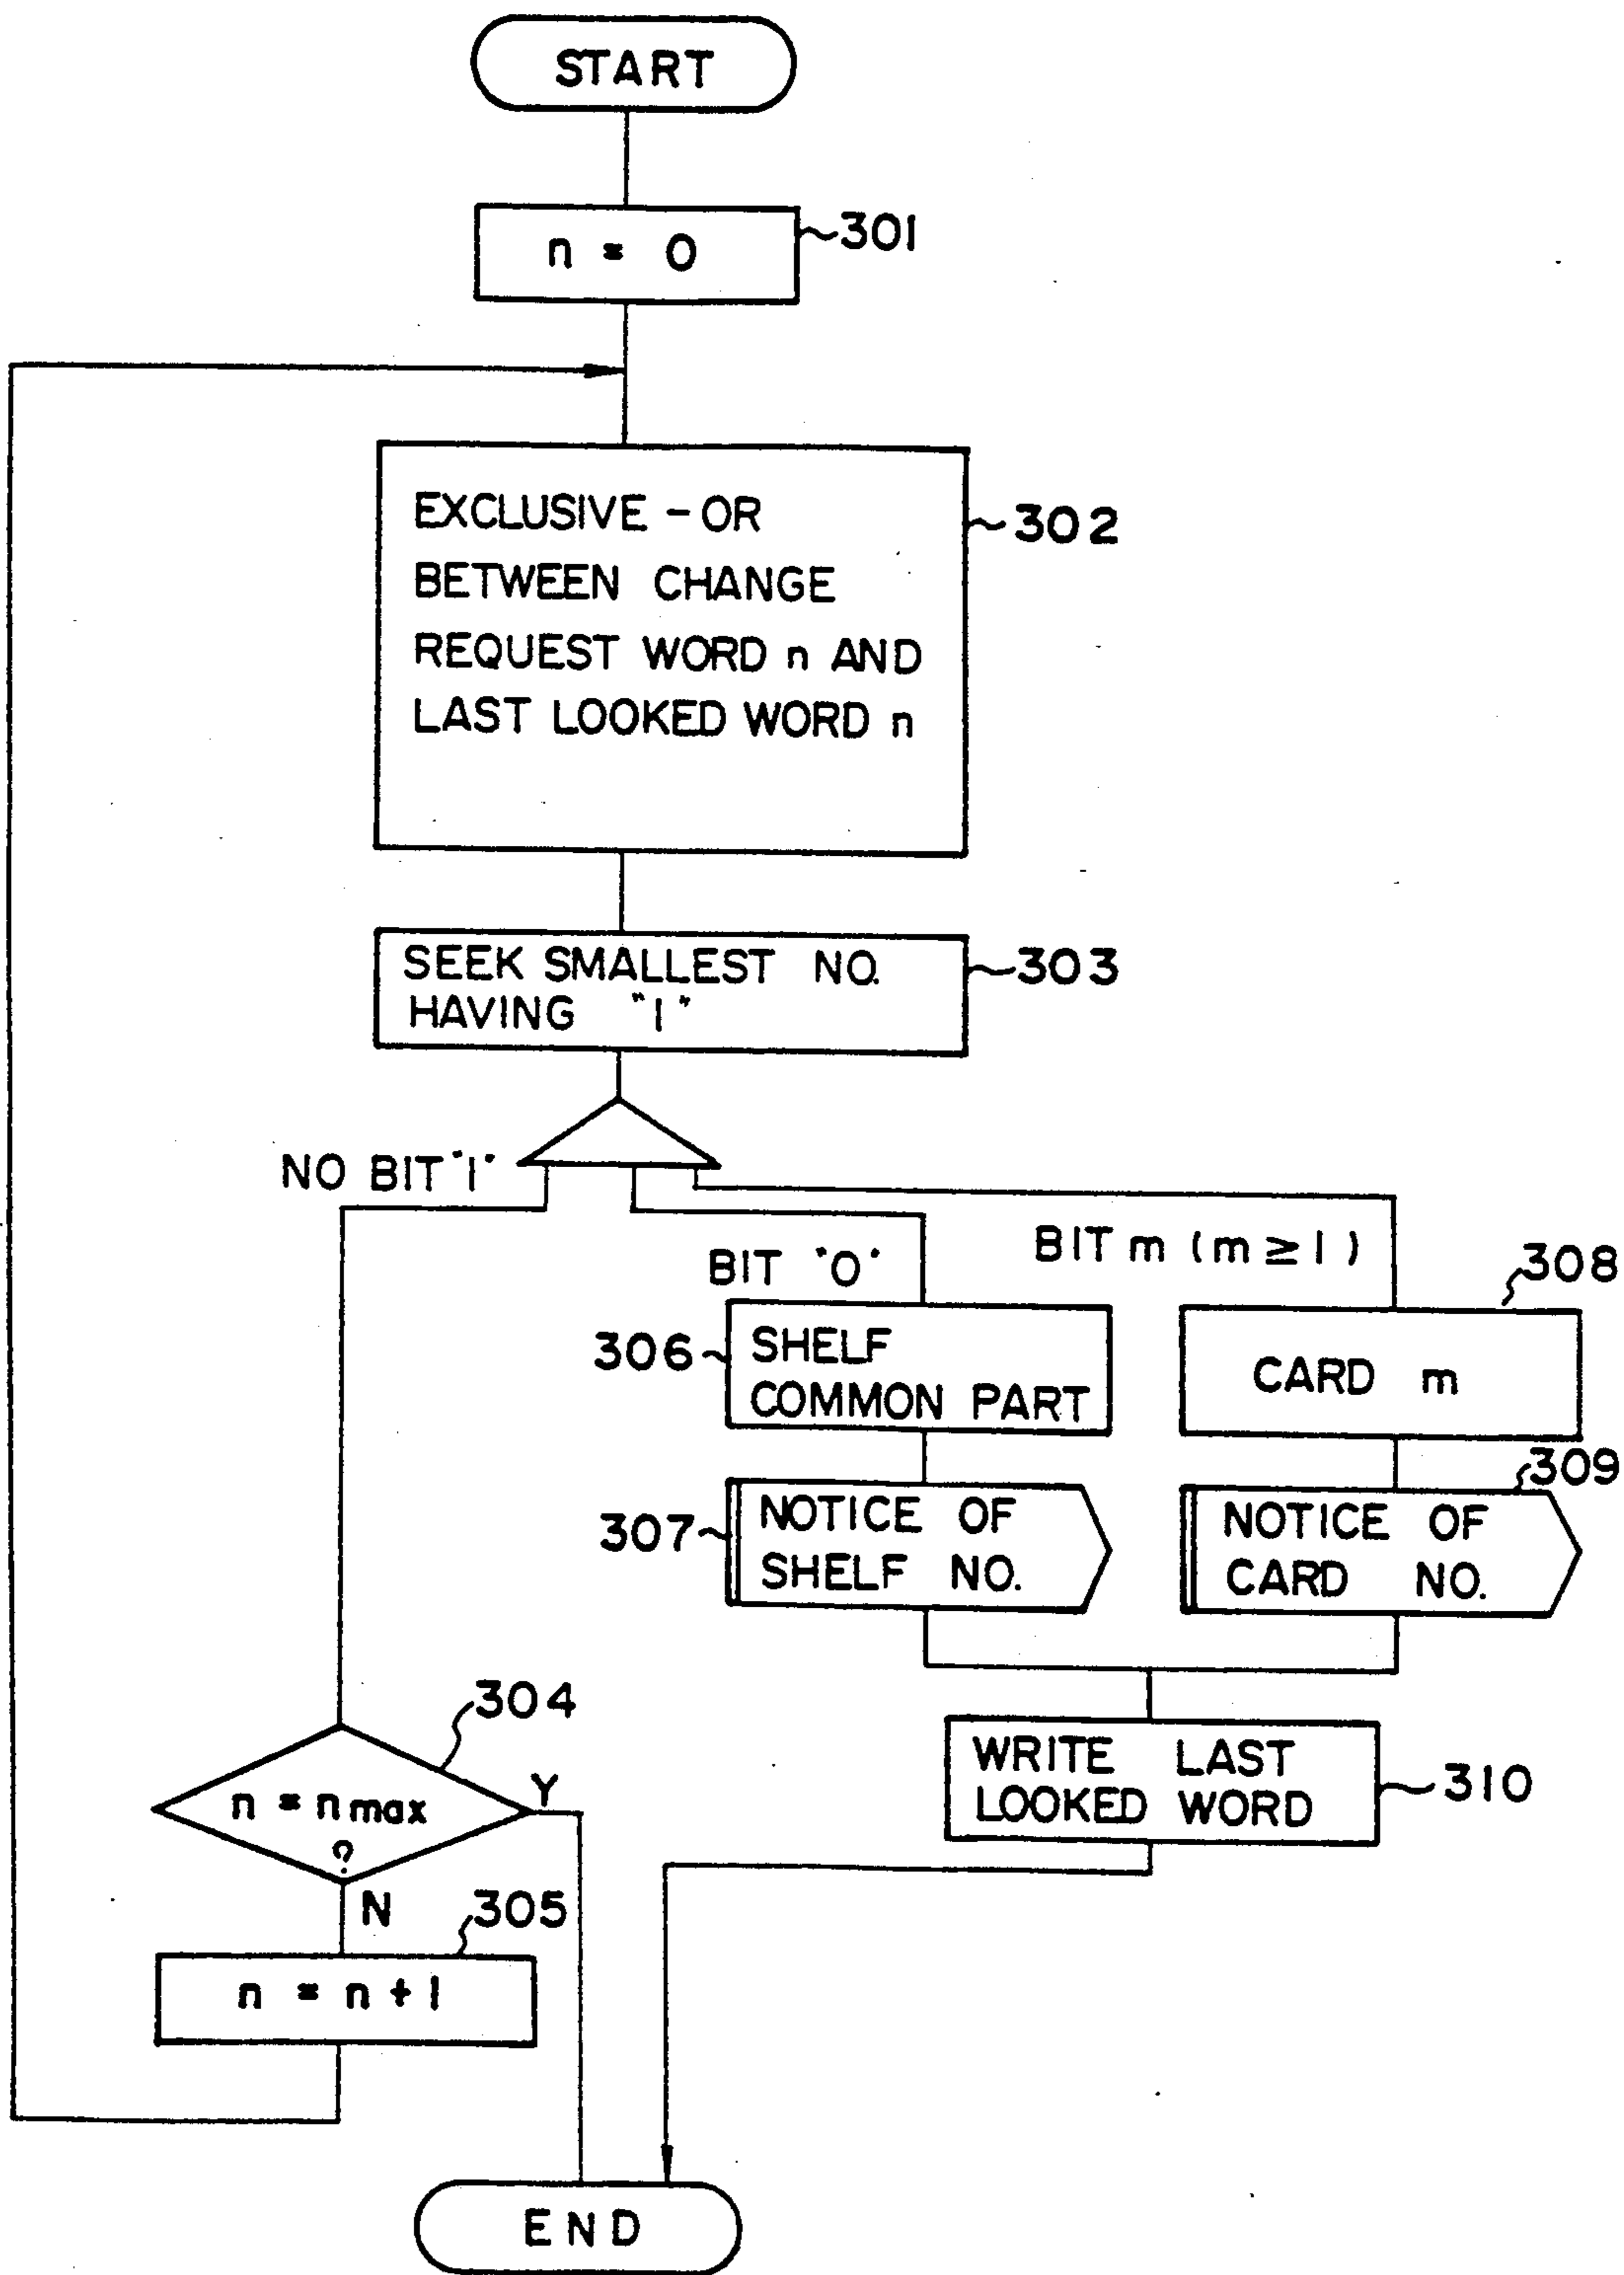 START
n = 0
301
EXCLUSIVE - OR
BETWEEN CHANGE
REQUEST WORD n AND
LAST LOOKED WORD n
302
SEEK SMALLEST NO.
HAVING "1"
303
NO BIT "1"
BIT "0"
BIT m (m ≥ 1)
308
306
SHELF
COMMON PART
CARD m
309
307
NOTICE OF
SHELF NO.
NOTICE OF
CARD NO.
304
n = nmax
?
Y
N
WRITE LAST
LOOKED WORD
310
305
n = n + 1
END